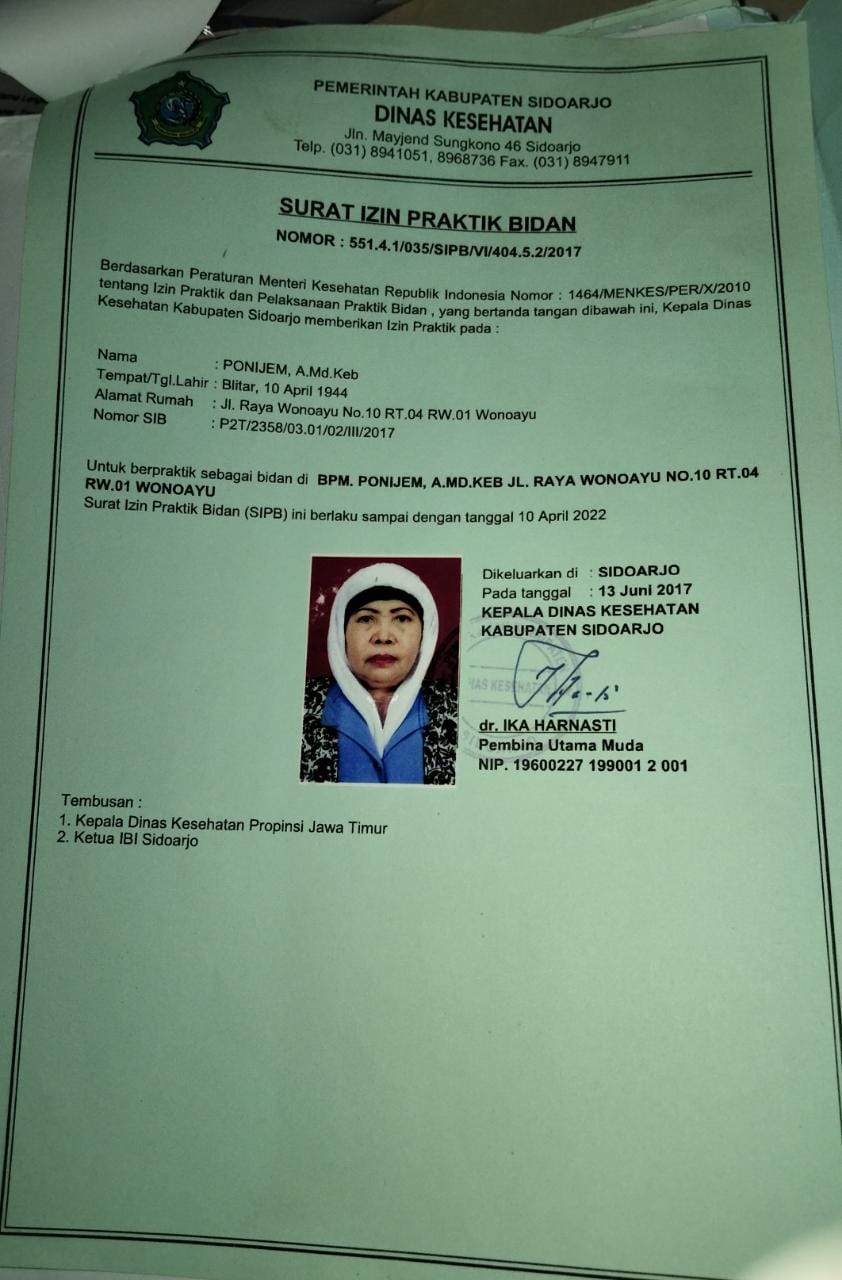 PEMERINTAH KABUPATEN SIDOARJO
DINAS KESEHATAN
Jln. Mayjend Sungkono 46 Sidoarjo
Telp. (031) 8941051, 8968736 Fax. (031) 8947911
SURAT IZIN PRAKTIK BIDAN
NOMOR : 551.4.1/035/SIPB/VI/404.5.2/2017
Berdasarkan Peraturan Menteri Kesehatan Republik Indonesia Nomor : 1464/MENKES/PER/X/2010
tentang Izin Praktik dan Pelaksanaan Praktik Bidan , yang bertanda tangan dibawah ini, Kepala Dinas
Kesehatan Kabupaten Sidoarjo memberikan Izin Praktik pada :
Nama : PONIJEM, A.Md.Keb
Tempat/Tgl.Lahir : Blitar, 10 April 1944
Alamat Rumah : Jl. Raya Wonoayu No.10 RT.04 RW.01 Wonoayu
Nomor SIB : P2T/2358/03.01/02/III/2017
Untuk berpraktik sebagai bidan di BPM. PONIJEM, A.MD.KEB JL. RAYA WONOAYU NO.10 RT.04
RW.01 WONOAYU
Surat Izin Praktik Bidan (SIPB) ini berlaku sampai dengan tanggal 10 April 2022
Dikeluarkan di : SIDOARJO
Pada tanggal : 13 Juni 2017
KEPALA DINAS KESEHATAN
KABUPATEN SIDOARJO
dr. IKA HARNASTI
Pembina Utama Muda
NIP. 19600227 199001 2 001
Tembusan :
1. Kepala Dinas Kesehatan Propinsi Jawa Timur
2. Ketua IBI Sidoarjo